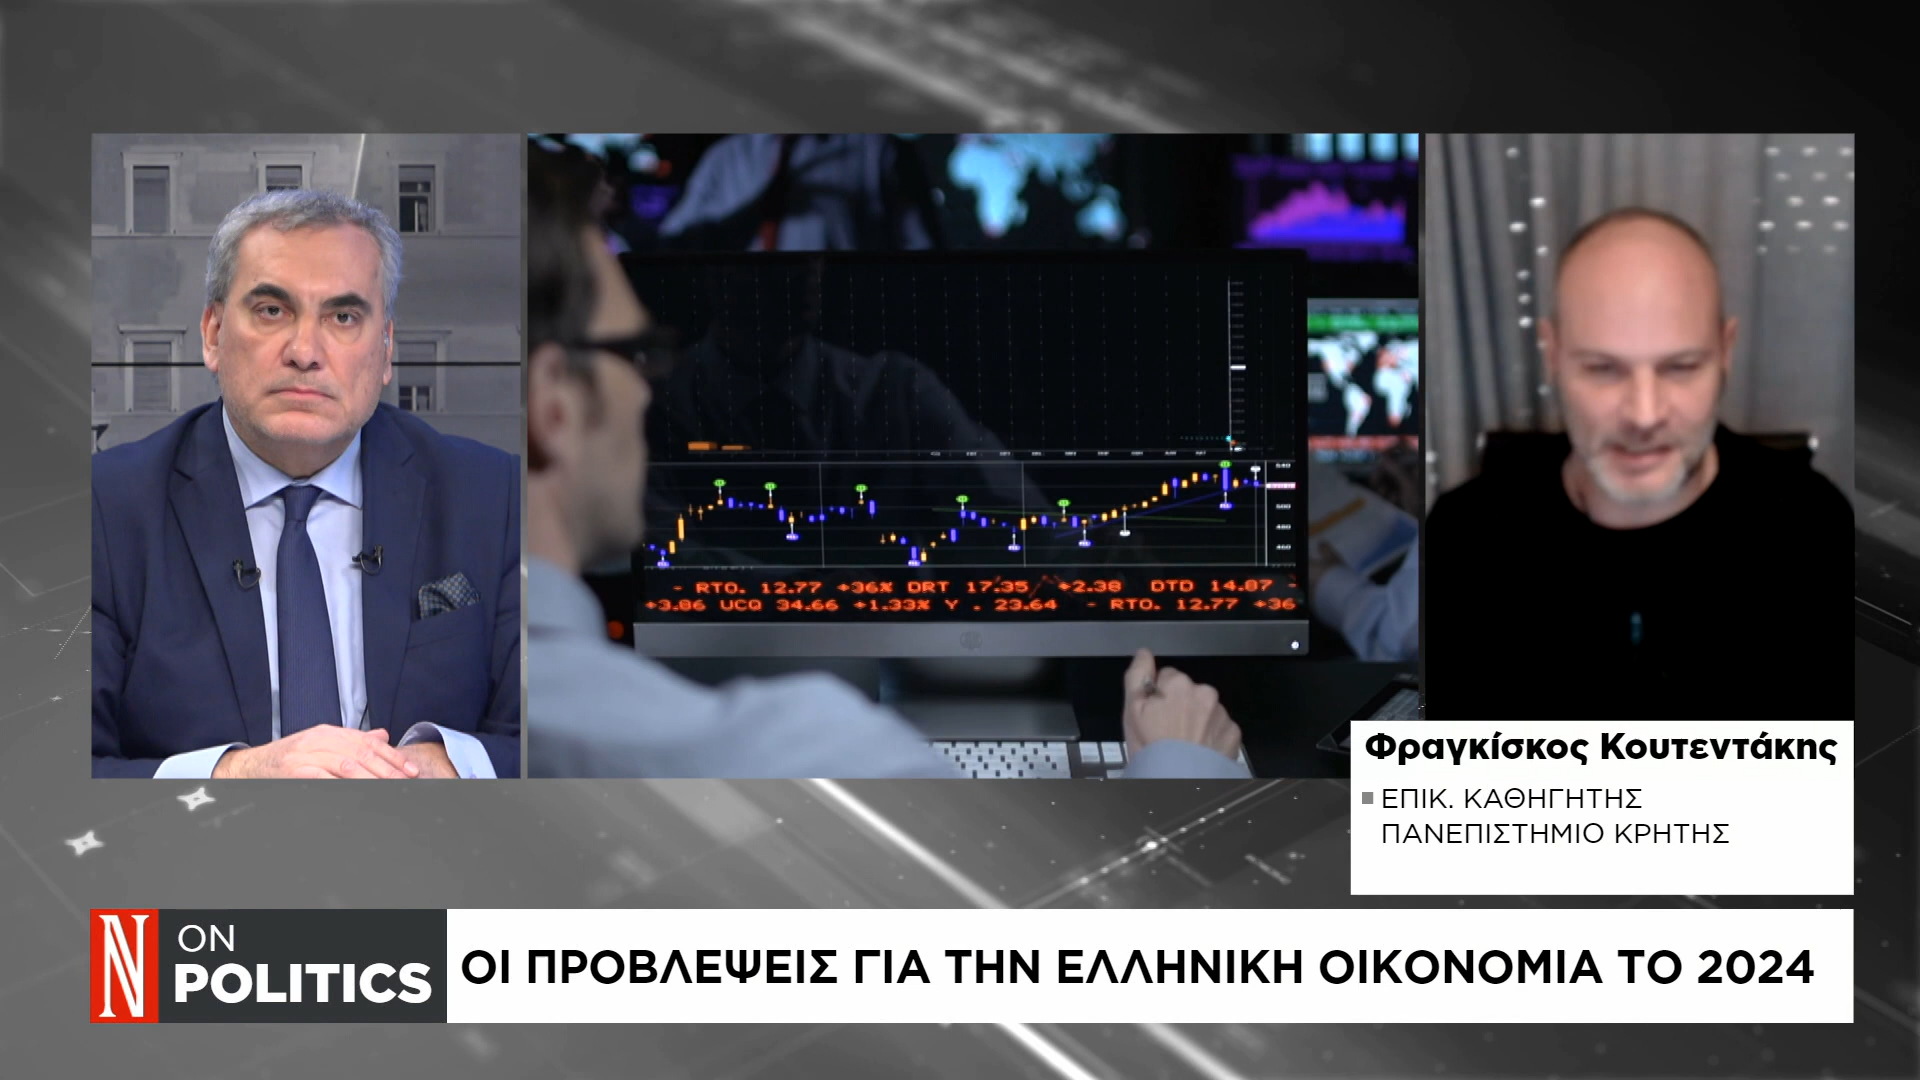 - RTO. 12.77 +36% DRT 17.35 +2.38 DTD 14.87 -
+3.86 UCQ 34.66 +1.33% Y . 23.64 - RTO. 12.77 +36
Φραγκίσκος Κουτεντάκης
ΕΠΙΚ. ΚΑΘΗΓΗΤΗΣ
ΠΑΝΕΠΙΣΤΗΜΙΟ ΚΡΗΤΗΣ
N ON
POLITICS
ΟΙ ΠΡΟΒΛΕΨΕΙΣ ΓΙΑ ΤΗΝ ΕΛΛΗΝΙΚΗ ΟΙΚΟΝΟΜΙΑ ΤΟ 2024